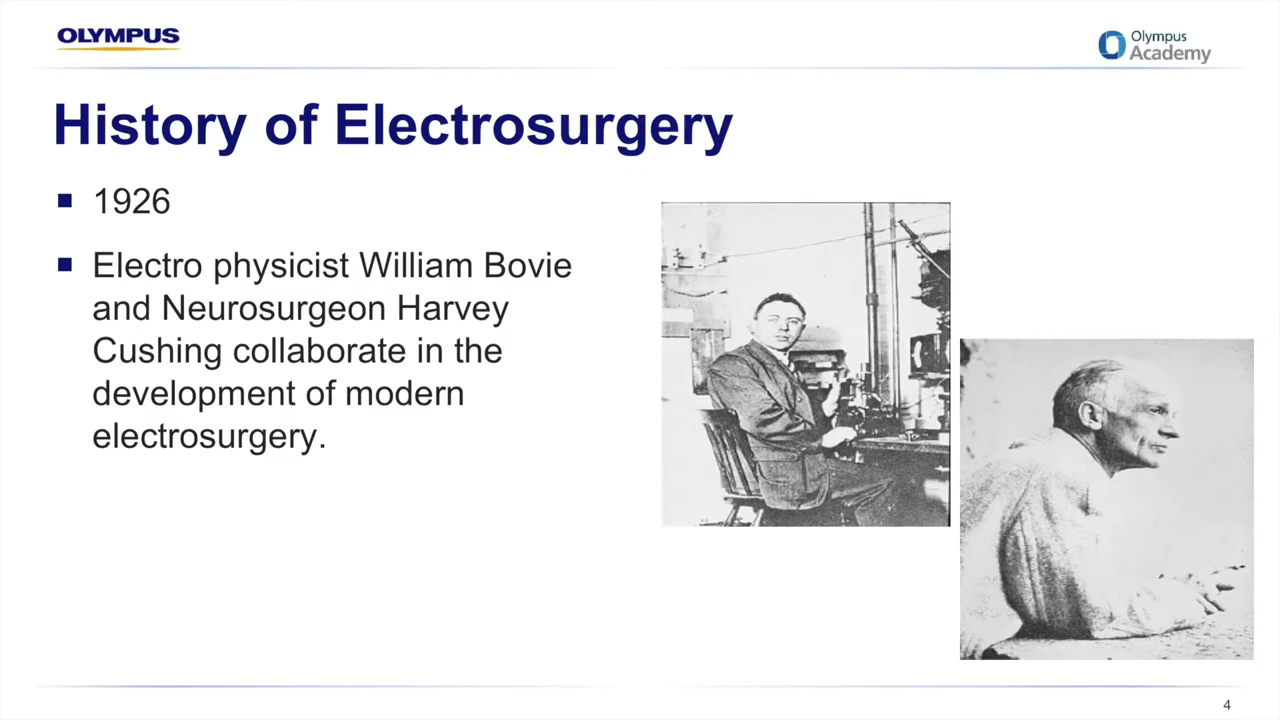 OLYMPUS
Olympus
Academy
History of Electrosurgery
1926
Electro physicist William Bovie
and Neurosurgeon Harvey
Cushing collaborate in the
development of modern
electrosurgery.
4